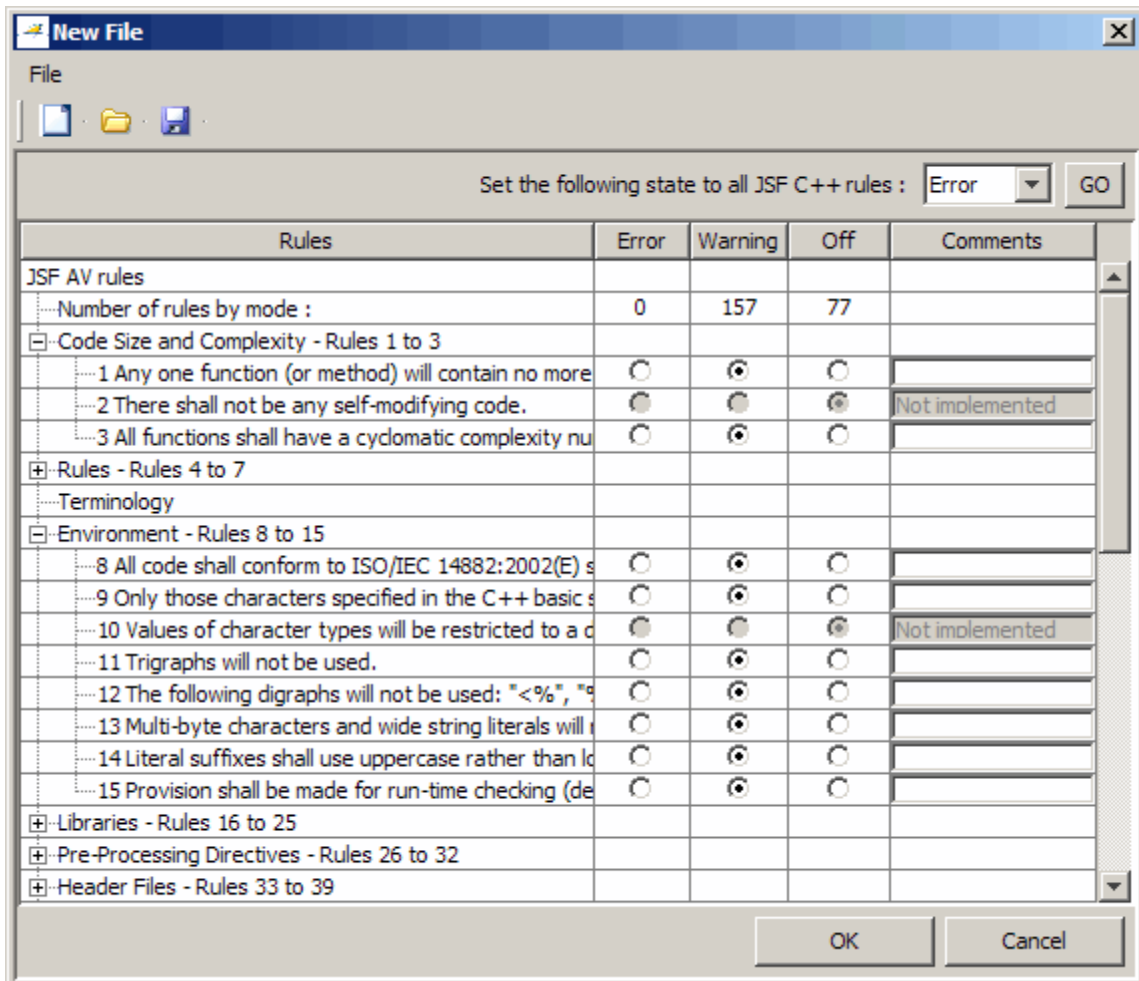 New File
File
Set the following state to all JSF C++ rules : Error GO
Rules Error Warning Off Comments
JSF AV rules
Number of rules by mode : 0 157 77
Code Size and Complexity - Rules 1 to 3
1 Any one function (or method) will contain no more
2 There shall not be any self-modifying code. Not implemented
3 All functions shall have a cyclomatic complexity nu
Rules - Rules 4 to 7
Terminology
Environment - Rules 8 to 15
8 All code shall conform to ISO/IEC 14882:2002(E) s
9 Only those characters specified in the C++ basic s
10 Values of character types will be restricted to a d Not implemented
11 Trigraphs will not be used.
12 The following digraphs will not be used: "<%", "%
13 Multi-byte characters and wide string literals will n
14 Literal suffixes shall use uppercase rather than lo
15 Provision shall be made for run-time checking (de
Libraries - Rules 16 to 25
Pre-Processing Directives - Rules 26 to 32
Header Files - Rules 33 to 39
OK Cancel